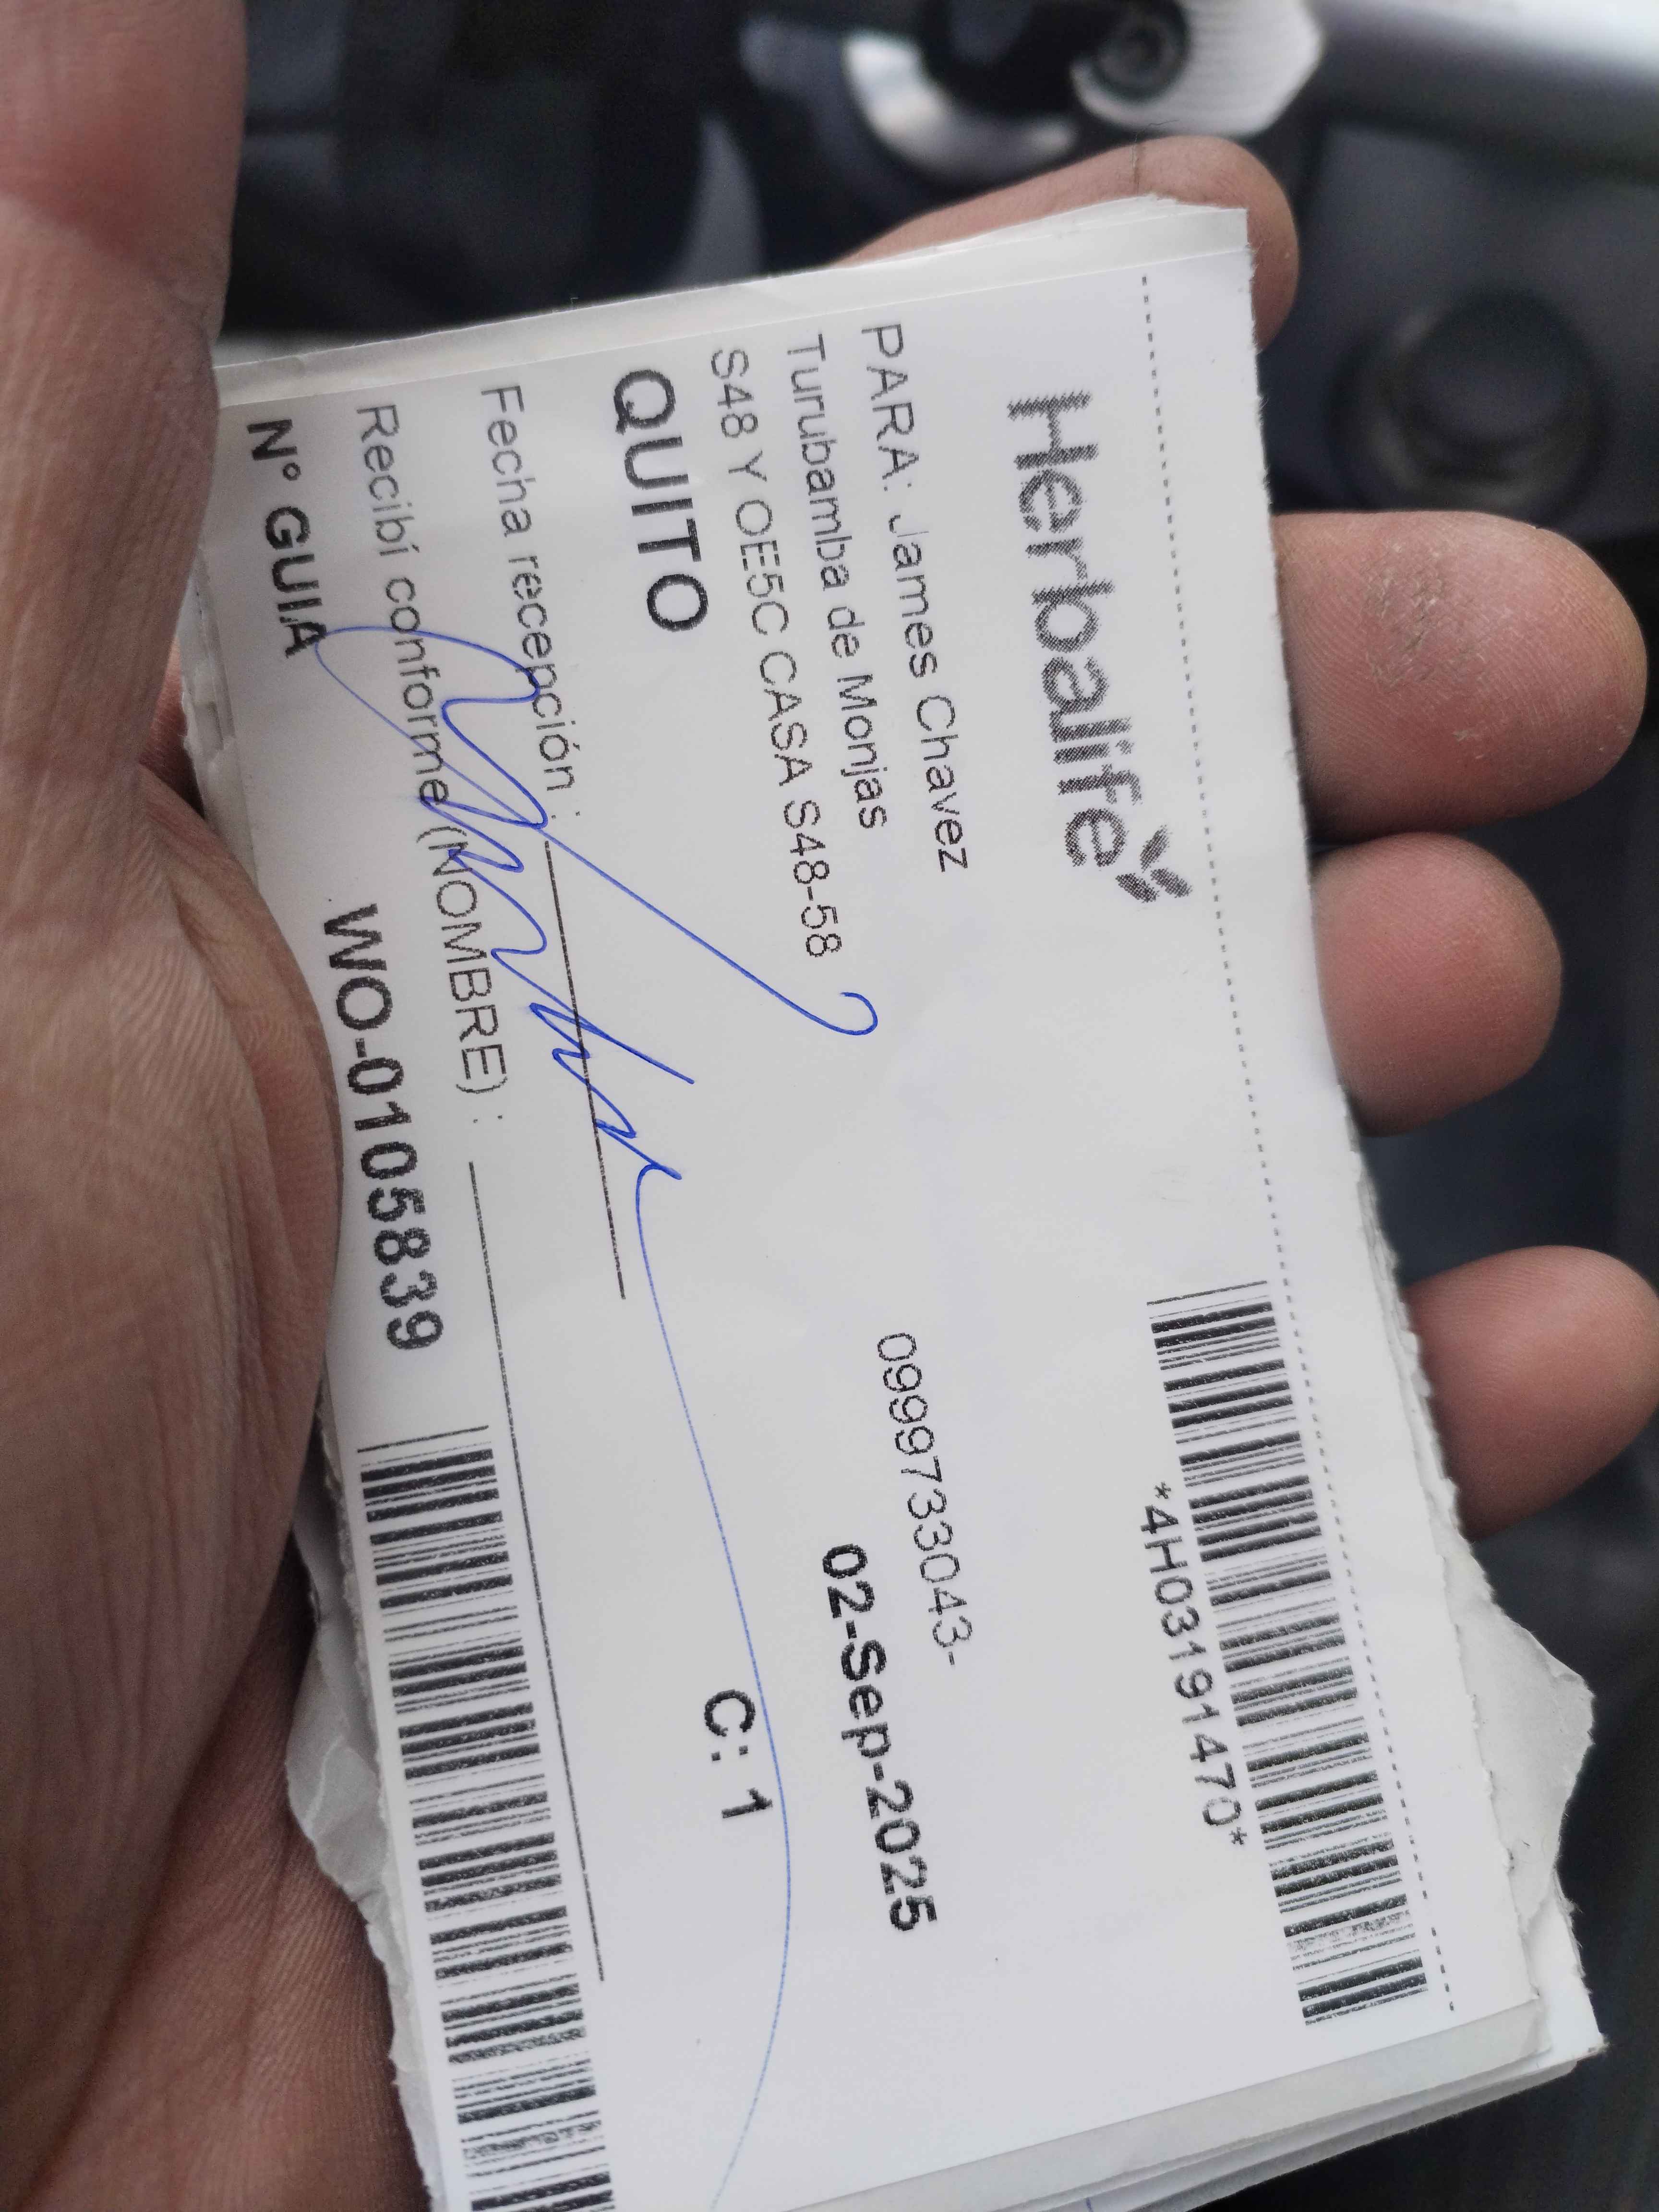 Herbalife
*4H03191470*
PARA: James Chavez
0999733043-
Turubamba de Monjas
02-Sep-2025
S48 Y OE5C CASA S48-58
QUITO
C: 1
Fecha recepción :
Recibí conforme (NOMBRE) :
N° GUIA WO-0105839